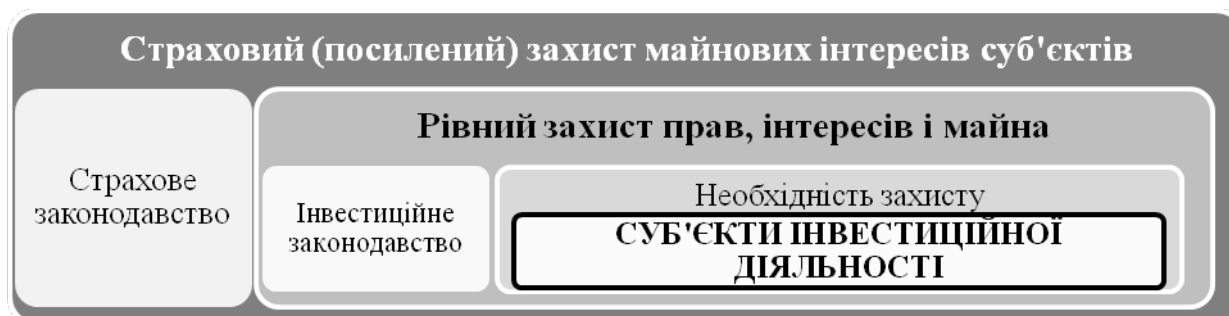 Страховий (посилений) захист майнових інтересів суб'єктів
Рівний захист прав, інтересів і майна
Страхове
законодавство
Інвестиційне
законодавство
Необхідність захисту
СУБ'ЄКТИ ІНВЕСТИЦІЙНОЇ
ДІЯЛЬНОСТІ